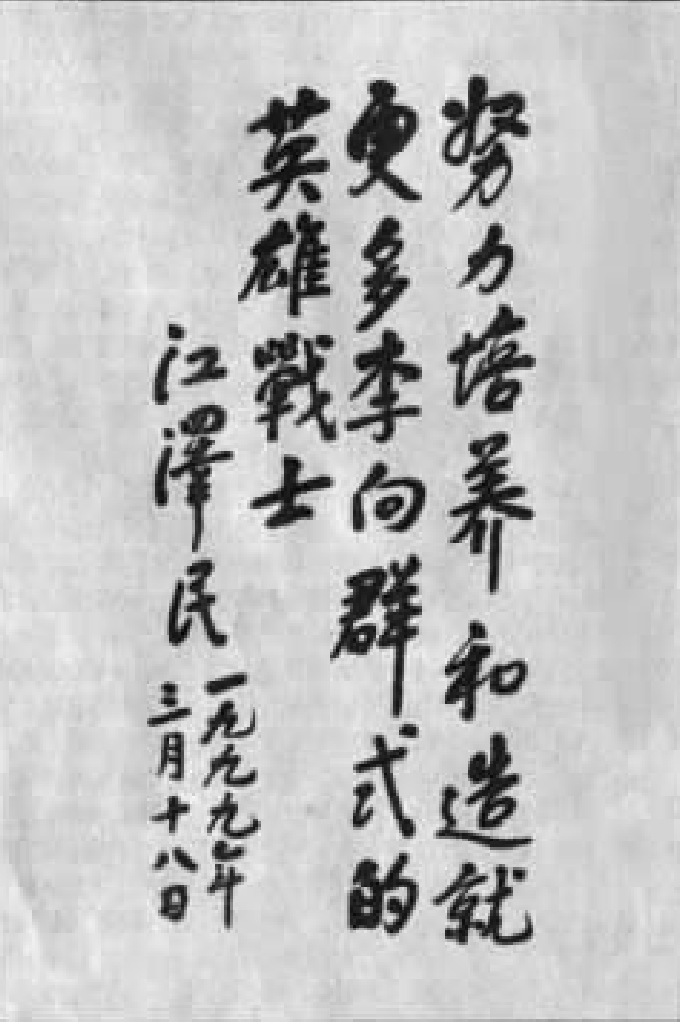 努力培养和造就
更多李向群式的
英雄戰士
江澤民
一九九九年
三月十八日